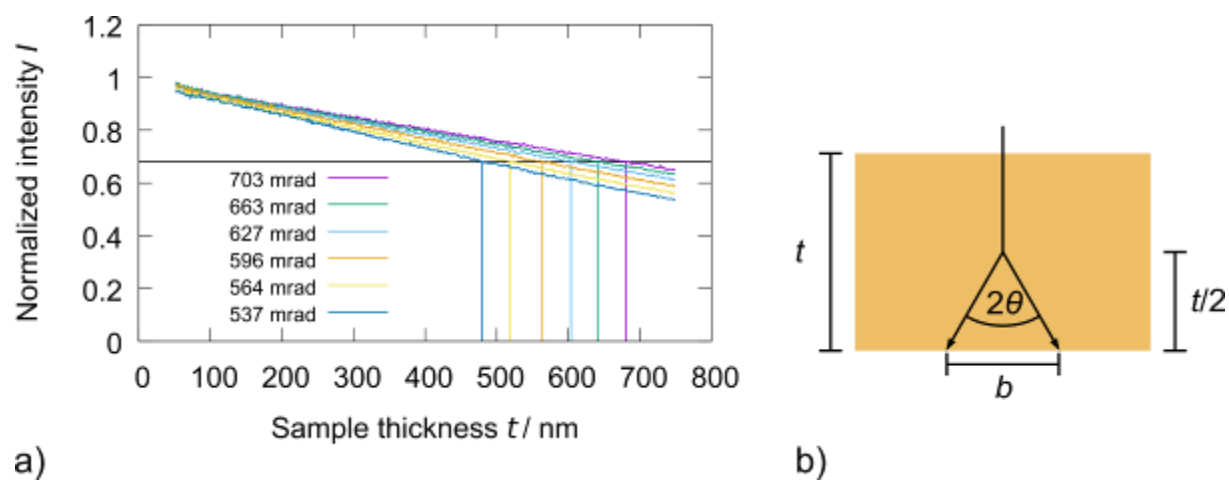 1.2
1
0.8
0.6
0.4
0.2
0
Normalized intensity I
703 mrad
663 mrad
627 mrad
596 mrad
564 mrad
537 mrad
0 100 200 300 400 500 600 700 800
Sample thickness t / nm
a)
t
2θ
t/2
b
b)